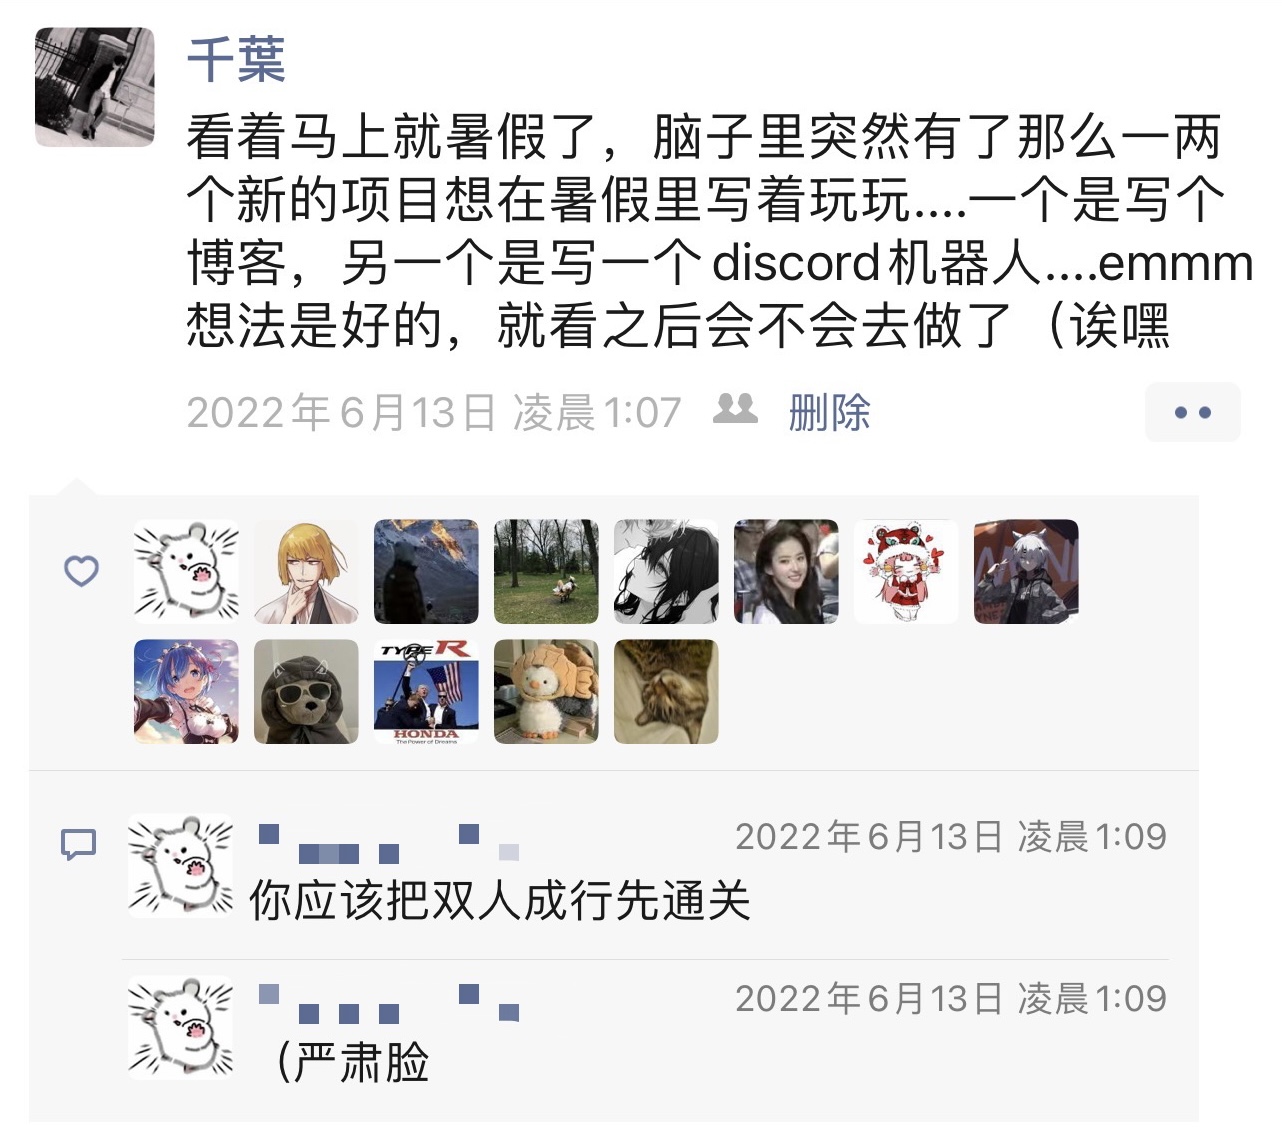 千葉
看着马上就暑假了，脑子里突然有了那么一两
个新的项目想在暑假里写着玩玩....一个是写个
博客，另一个是写一个discord机器人....emmm
想法是好的，就看之后会不会去做了（诶嘿
2022年6月13日 凌晨1:07 删除
TYPE R
HONDA
The Power of Dreams
2022年6月13日 凌晨1:09
你应该把双人成行先通关
2022年6月13日 凌晨1:09
（严肃脸